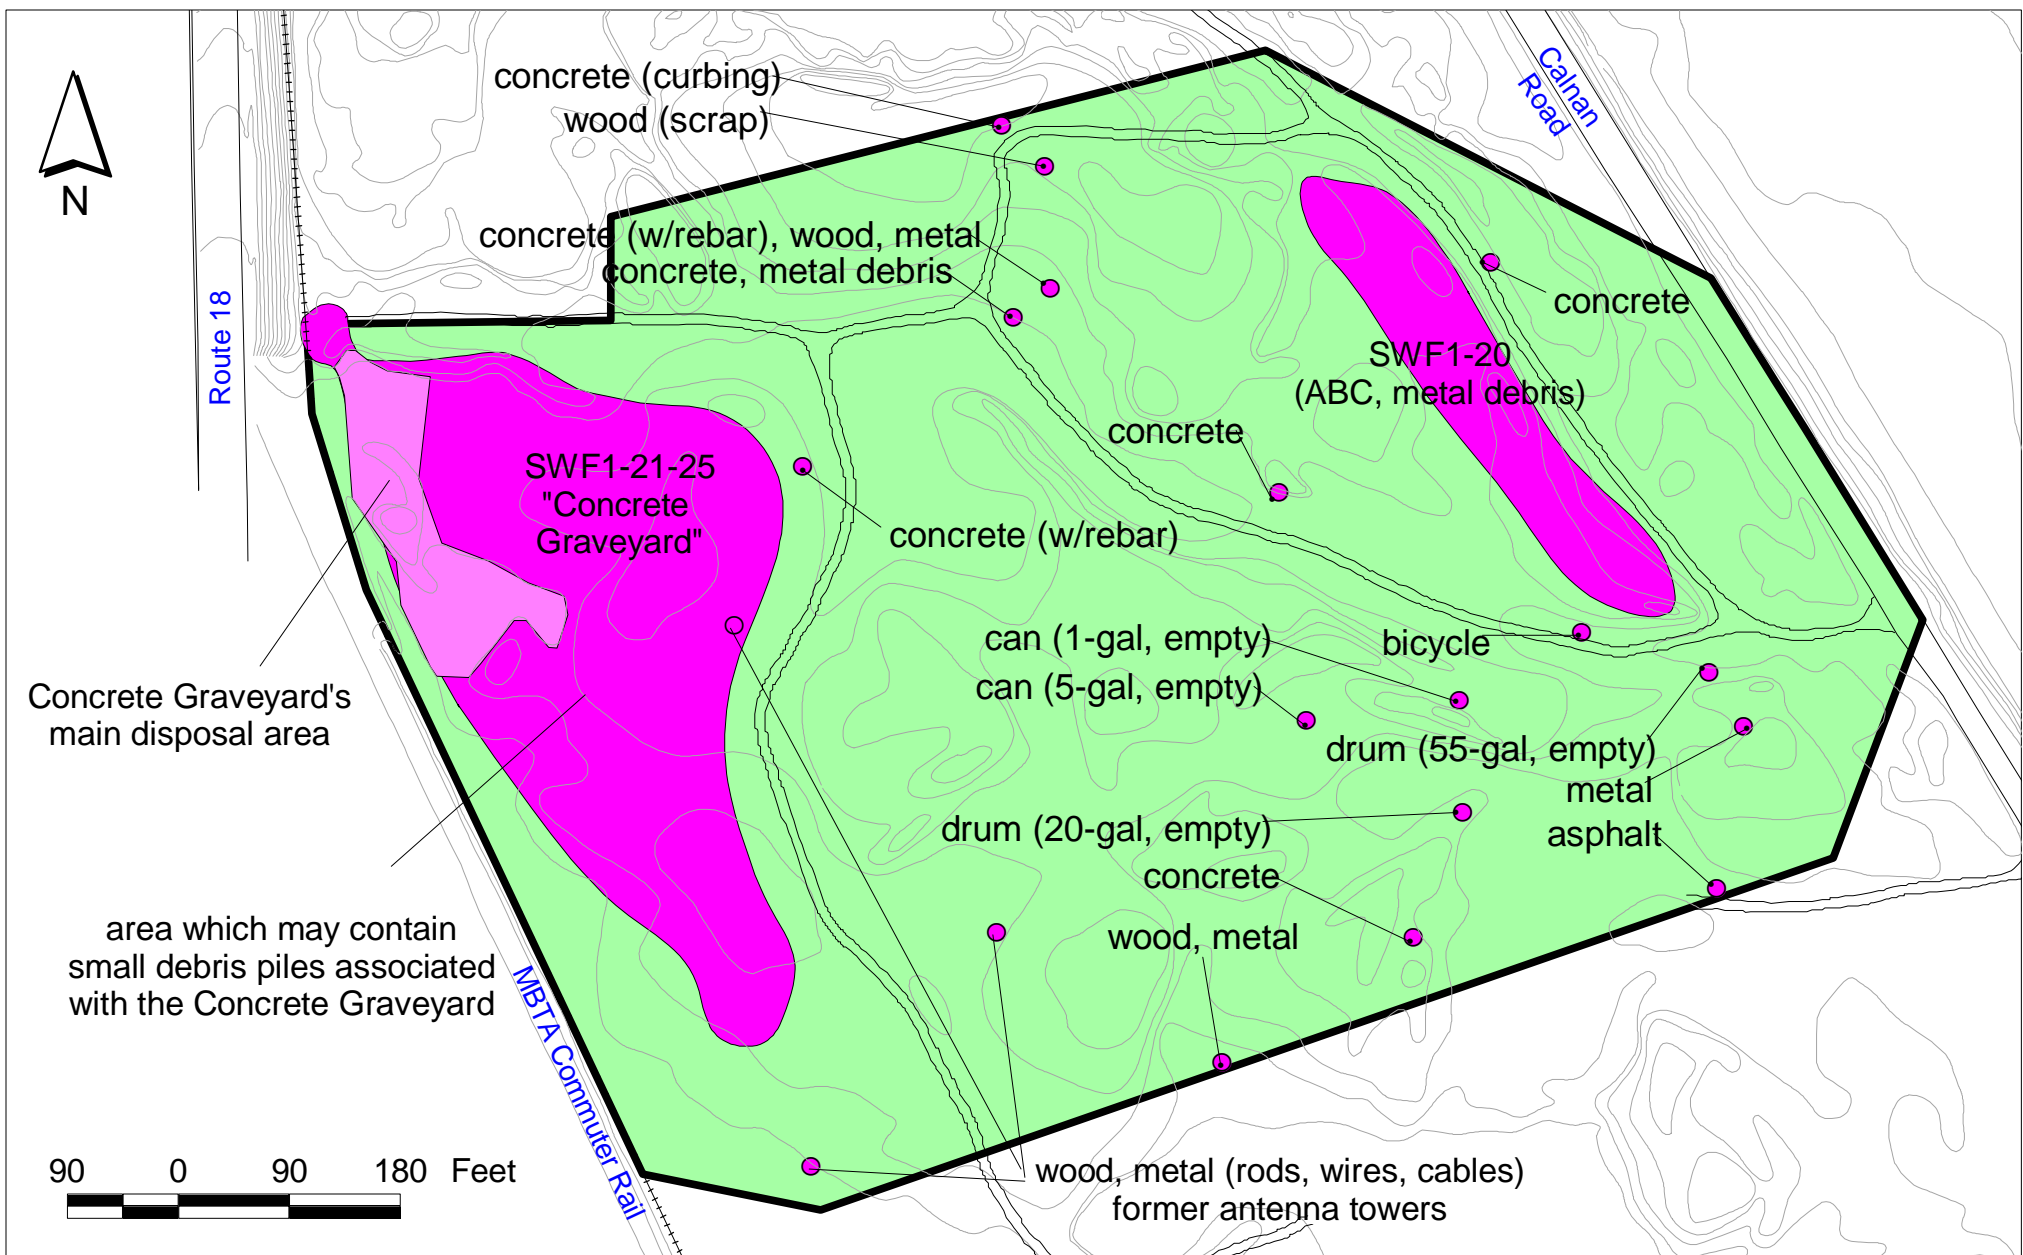 concrete (curbing)
wood (scrap)
Calnan
Road
N
concrete (w/rebar), wood, metal
concrete, metal debris
concrete
Route 18
SWF1-20
(ABC, metal debris)
concrete
SWF1-21-25
"Concrete
Graveyard"
concrete (w/rebar)
can (1-gal, empty)
bicycle
can (5-gal, empty)
Concrete Graveyard's
main disposal area
drum (55-gal, empty)
metal
drum (20-gal, empty)
asphalt
concrete
area which may contain
small debris piles associated
with the Concrete Graveyard
wood, metal
MBTA Commuter Rail
90 0 90 180 Feet
wood, metal (rods, wires, cables)
former antenna towers